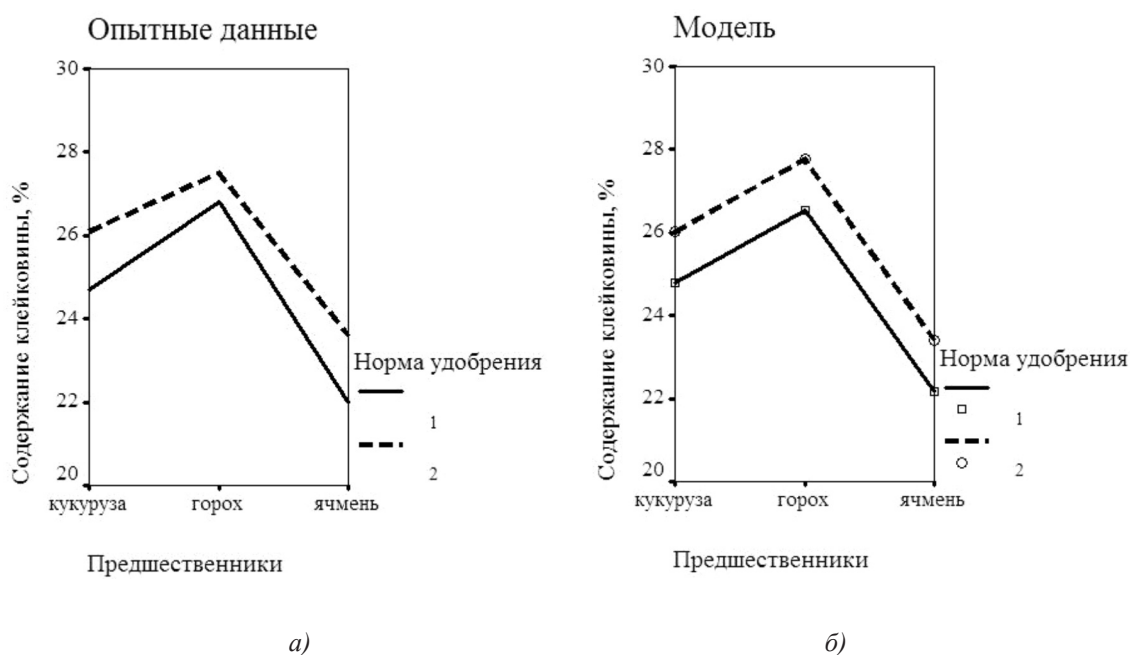 Опытные данные
Содержание клейковины, %
30
28
26
24
22
20
кукуруза горох ячмень
Предшественники
Норма удобрения
1
2
а)
Модель
Содержание клейковины, %
30
28
26
24
22
20
кукуруза горох ячмень
Предшественники
Норма удобрения
1
2
б)